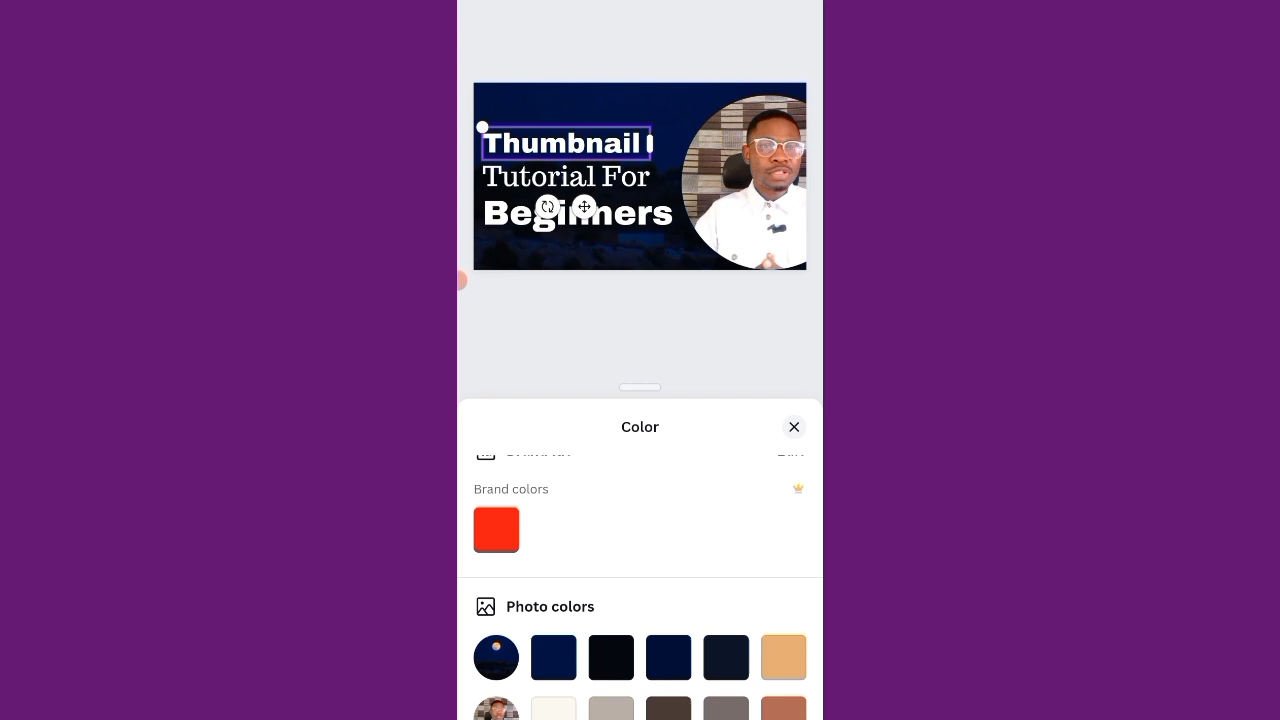 Thumbnail
Tutorial For
Beginners
Color
Brand colors
Photo colors